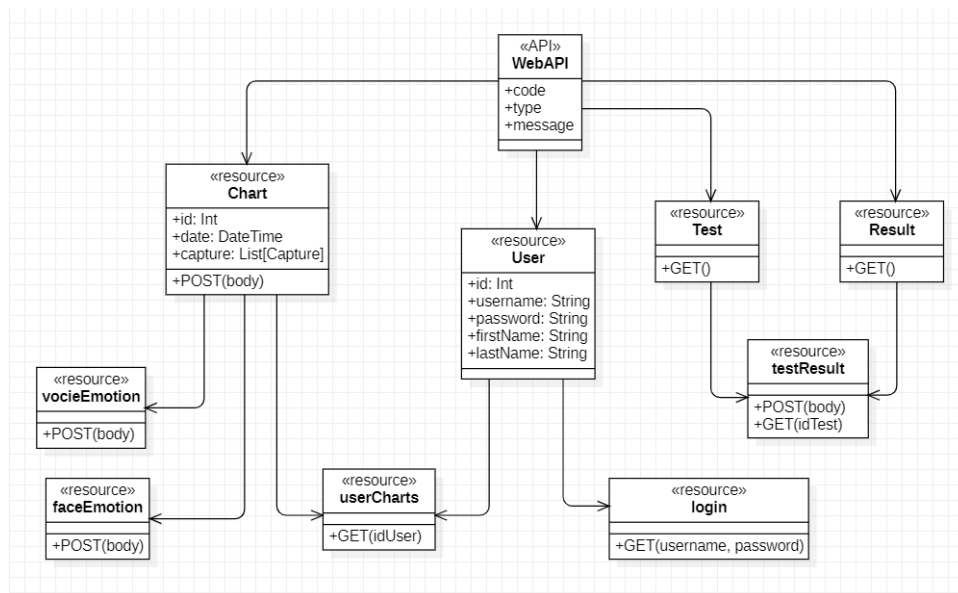 «API»
WebAPI
+code
+type
+message
«resource»
Chart
+id: Int
+date: DateTime
+capture: List[Capture]
+POST(body)
«resource»
User
+id: Int
+username: String
+password: String
+firstName: String
+lastName: String
«resource»
Test
+GET()
«resource»
Result
+GET()
«resource»
testResult
+POST(body)
+GET(idTest)
«resource»
vocieEmotion
+POST(body)
«resource»
faceEmotion
+POST(body)
«resource»
userCharts
+GET(idUser)
«resource»
login
+GET(username, password)